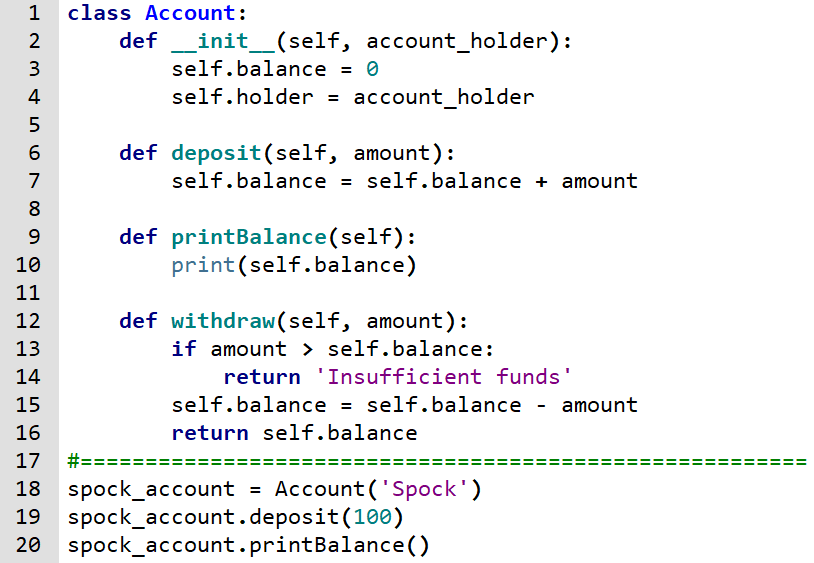 1 class Account:
2     def __init__(self, account_holder):
3         self.balance = 0
4         self.holder = account_holder
5
6     def deposit(self, amount):
7         self.balance = self.balance + amount
8
9     def printBalance(self):
10         print(self.balance)
11
12     def withdraw(self, amount):
13         if amount > self.balance:
14             return 'Insufficient funds'
15         self.balance = self.balance - amount
16         return self.balance
17 #========================================================
18 spock_account = Account('Spock')
19 spock_account.deposit(100)
20 spock_account.printBalance()